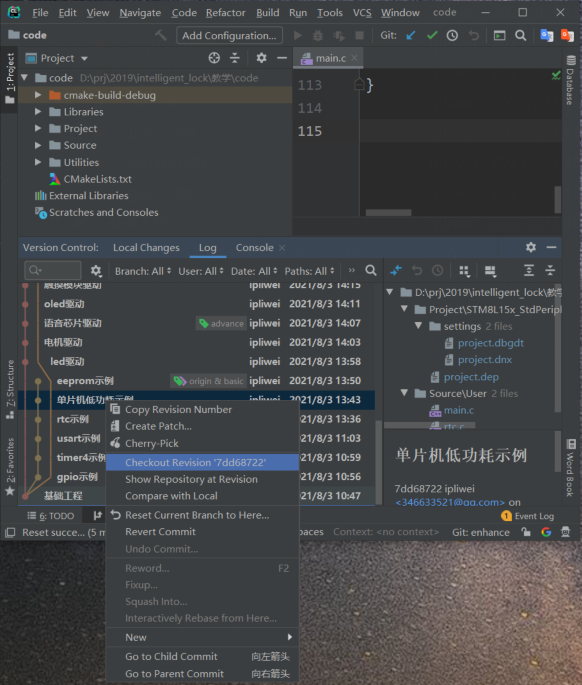 File Edit View Navigate Code Refactor Build Run Tools VCS Window code
code Add Configuration... Git:
1: Project
Project
code D:\prj\2019\intelligent_lock\教学\code
cmake-build-debug
Libraries
Project
Source
Utilities
CMakeLists.txt
External Libraries
Scratches and Consoles
main.c
113 }
114
115
Database
Version Control: Local Changes Log Console
Branch: All User: All Date: All Paths: All
触摸模块驱动 ipliwei 2021/8/3 14:15
oled驱动 ipliwei 2021/8/3 14:11
语音芯片驱动 advance ipliwei 2021/8/3 14:07
电机驱动 ipliwei 2021/8/3 14:03
led驱动 ipliwei 2021/8/3 13:58
eeprom示例 origin & basic ipliwei 2021/8/3 13:50
单片机低功耗示例 ipliwei 2021/8/3 13:43
rtc示例 2021/8/3 13:36
usart示例 2021/8/3 11:03
timer4示例 2021/8/3 10:59
gpio示例 2021/8/3 10:56
基础工程 2021/8/3 10:47
Z: Structure
2: Favorites
Copy Revision Number
Create Patch...
Cherry-Pick
Checkout Revision '7dd68722'
Show Repository at Revision
Compare with Local
Reset Current Branch to Here...
Revert Commit
Undo Commit...
Reword... F2
Fixup...
Squash Into...
Interactively Rebase from Here...
New
Go to Child Commit 向左箭头
Go to Parent Commit 向右箭头
D:\prj\2019\intelligent_lock\教学
Project\STM8L15x_StdPeriph
settings 2 files
project.dbgdt
project.dnx
project.dep
Source\User 2 files
main.c
rtc.c
单片机低功耗示例
7dd68722 ipliwei
<346633521@qq.com> on
Word Book
6: TODO
1 Event Log
Reset succe... (5 m
paces Context: <no context> Git: enhance